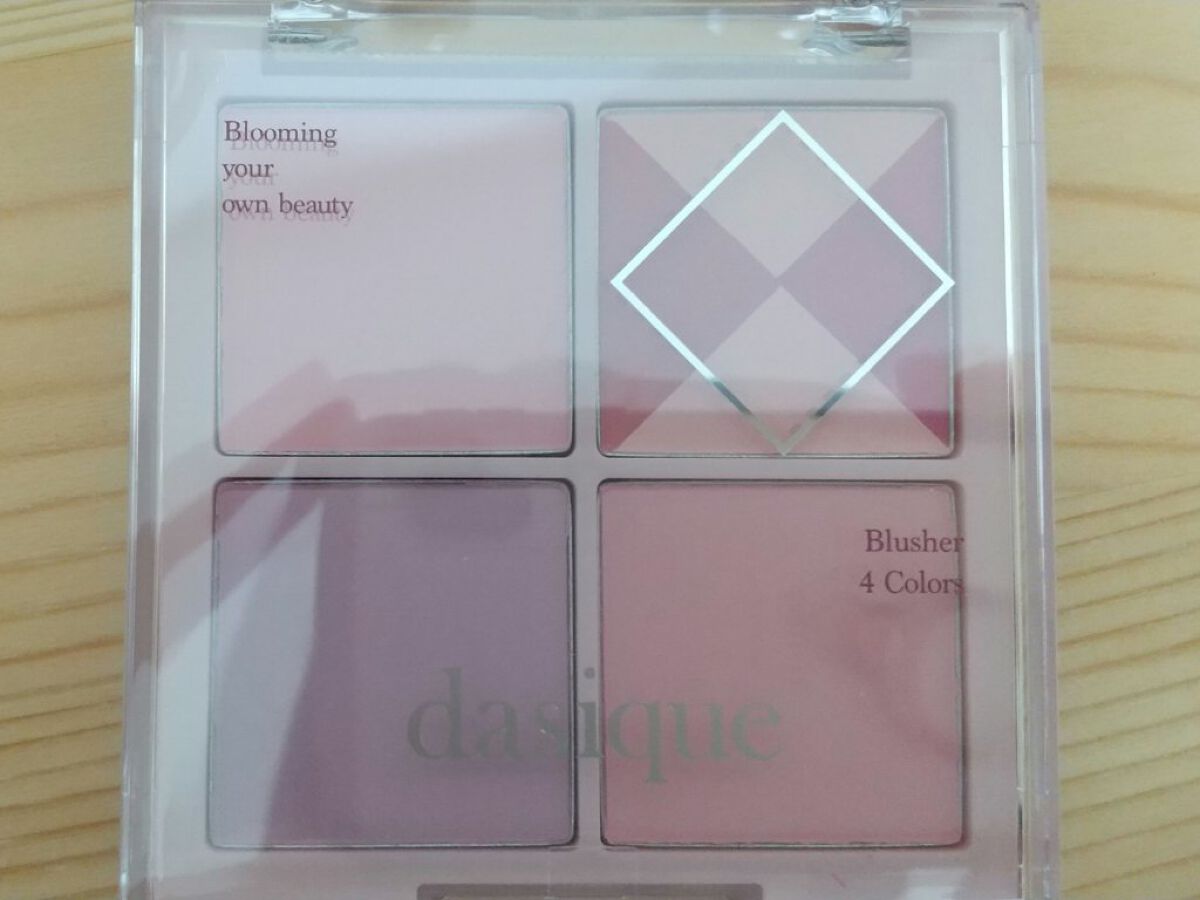 Blooming
your
own beauty
Blusher
4 Colors
dasique